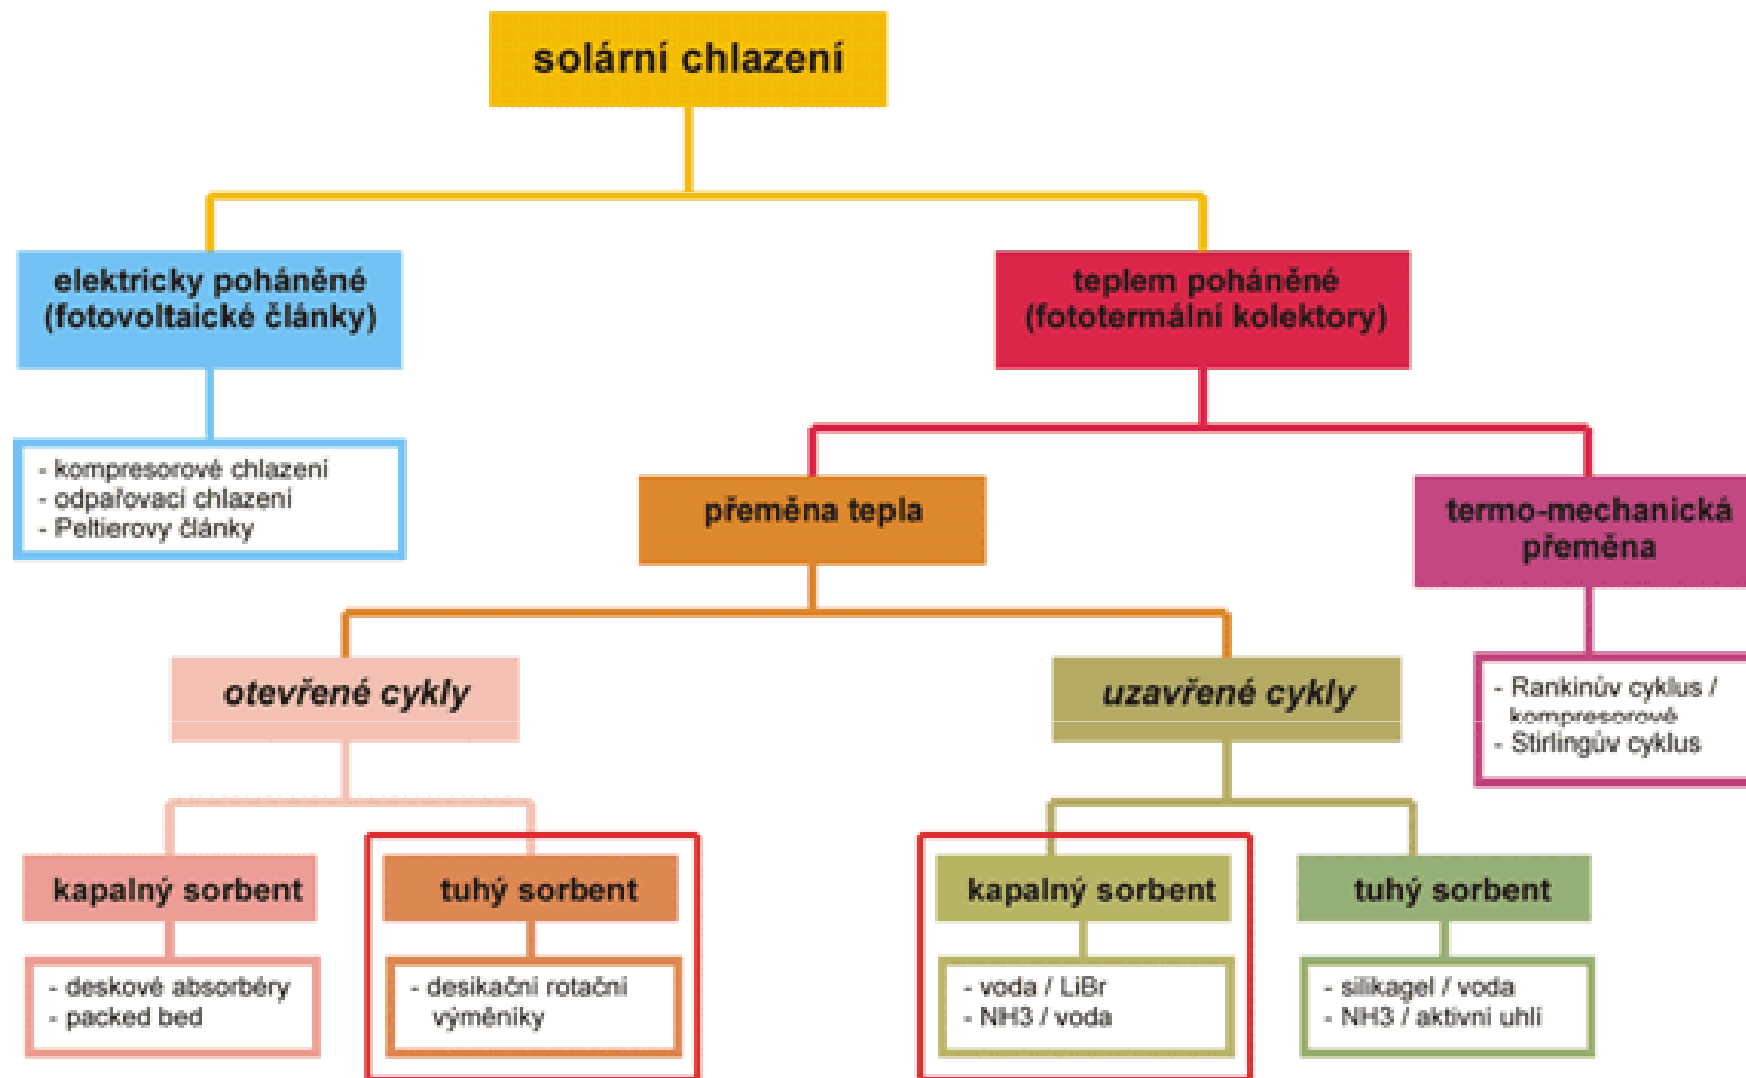 solární chlazení
elektricky poháněné
(fotovoltaické články)
teplem poháněné
(fototermální kolektory)
- kompresorové chlazení
- odpařovací chlazení
- Peltierovy články
přeměna tepla
termo-mechanická
přeměna
otevřené cykly
uzavřené cykly
- Rankinův cyklus /
kompresorové
- Stirlingův cyklus
kapalný sorbent
tuhý sorbent
kapalný sorbent
tuhý sorbent
- deskové absorbéry
- packed bed
- desikační rotační
výměníky
- voda / LiBr
- NH3 / voda
- silikagel / voda
- NH3 / aktivní uhlí